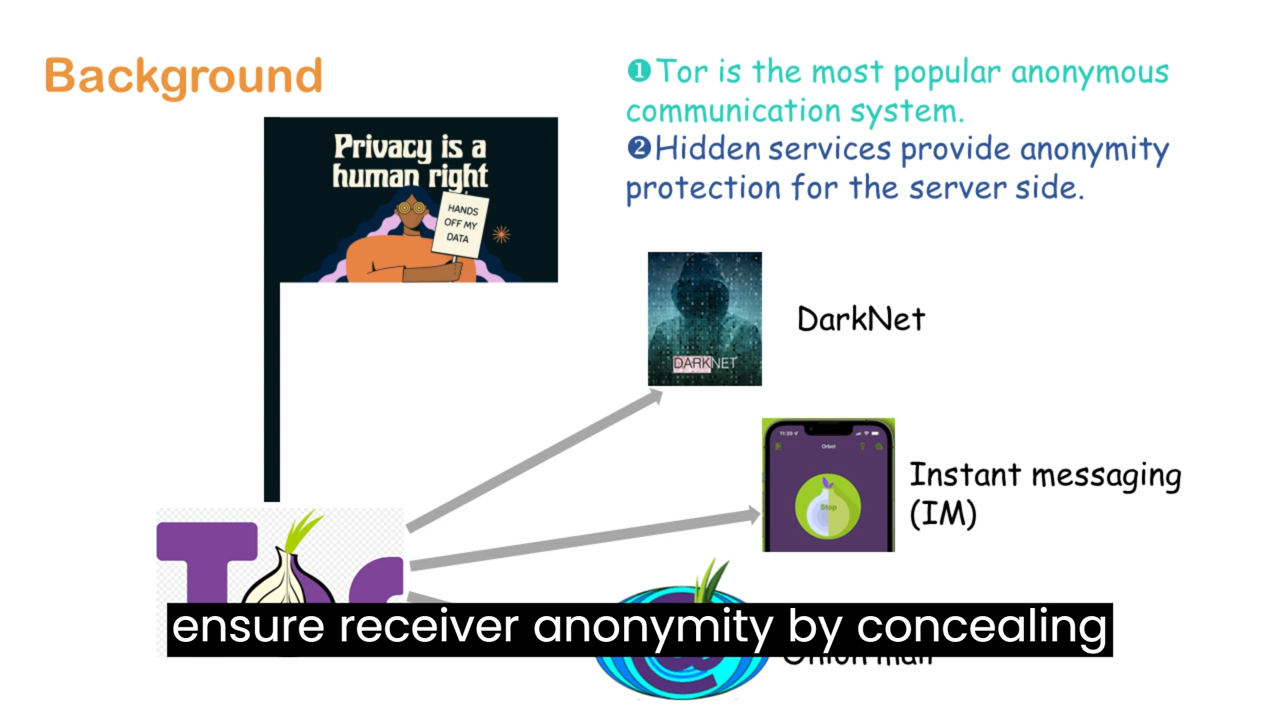 Background
❶Tor is the most popular anonymous
communication system.
❷Hidden services provide anonymity
protection for the server side.
Privacy is a
human right
HANDS
OFF MY
DATA
DARKNET
DarkNet
Orbot
Stop
Instant messaging
(IM)
ensure receiver anonymity by concealing